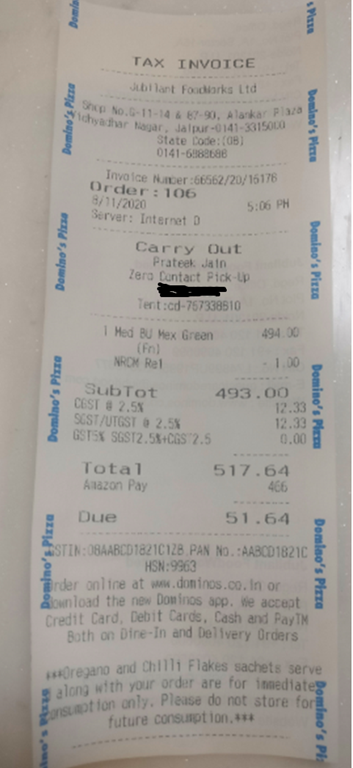 TAX INVOICE
Jubilant FoodWorks Ltd
Shop No.G-11-14 & 87-90, Alankar Plaza
Vidhyadhar Nagar, Jaipur-0141-3315000
State Code:(08)
0141-6888686
Invoice Number:66562/20/16176
Order:106
8/11/2020 5:06 PM
Server: Internet D
Carry Out
Prateek Jain
Zero Contact Pick-Up
Tent:cd-757338510
1 Med BU Mex Green 494.00
(Fn)
NROM Rel - 1.00
SubTot 493.00
CGST @ 2.5% 12.33
SGST/UTGST @ 2.5% 12.33
GST5% SGST2.5%+CGST2.5 0.00
Total 517.64
Amazon Pay 466
Due 51.64
STIN:08AABCD1821C1ZB PAN No.:AABCD1821C
HSN:9963
rder online at www.dominos.co.in or
ownload the new Dominos app. We accept
Credit Card, Debit Cards, Cash and PayTM
Both on Dine-In and Delivery Orders
***Oregano and Chilli Flakes sachets serve
along with your order are for immediate
consumption only. Please do not store for
future consumption.***
Domino's Pizza
Domino's Pizza
Domino's Pizza
Domino's Pizza
Domino's Pizza
Domino's Pizza
Domino's Pizza
Domino's Pizza